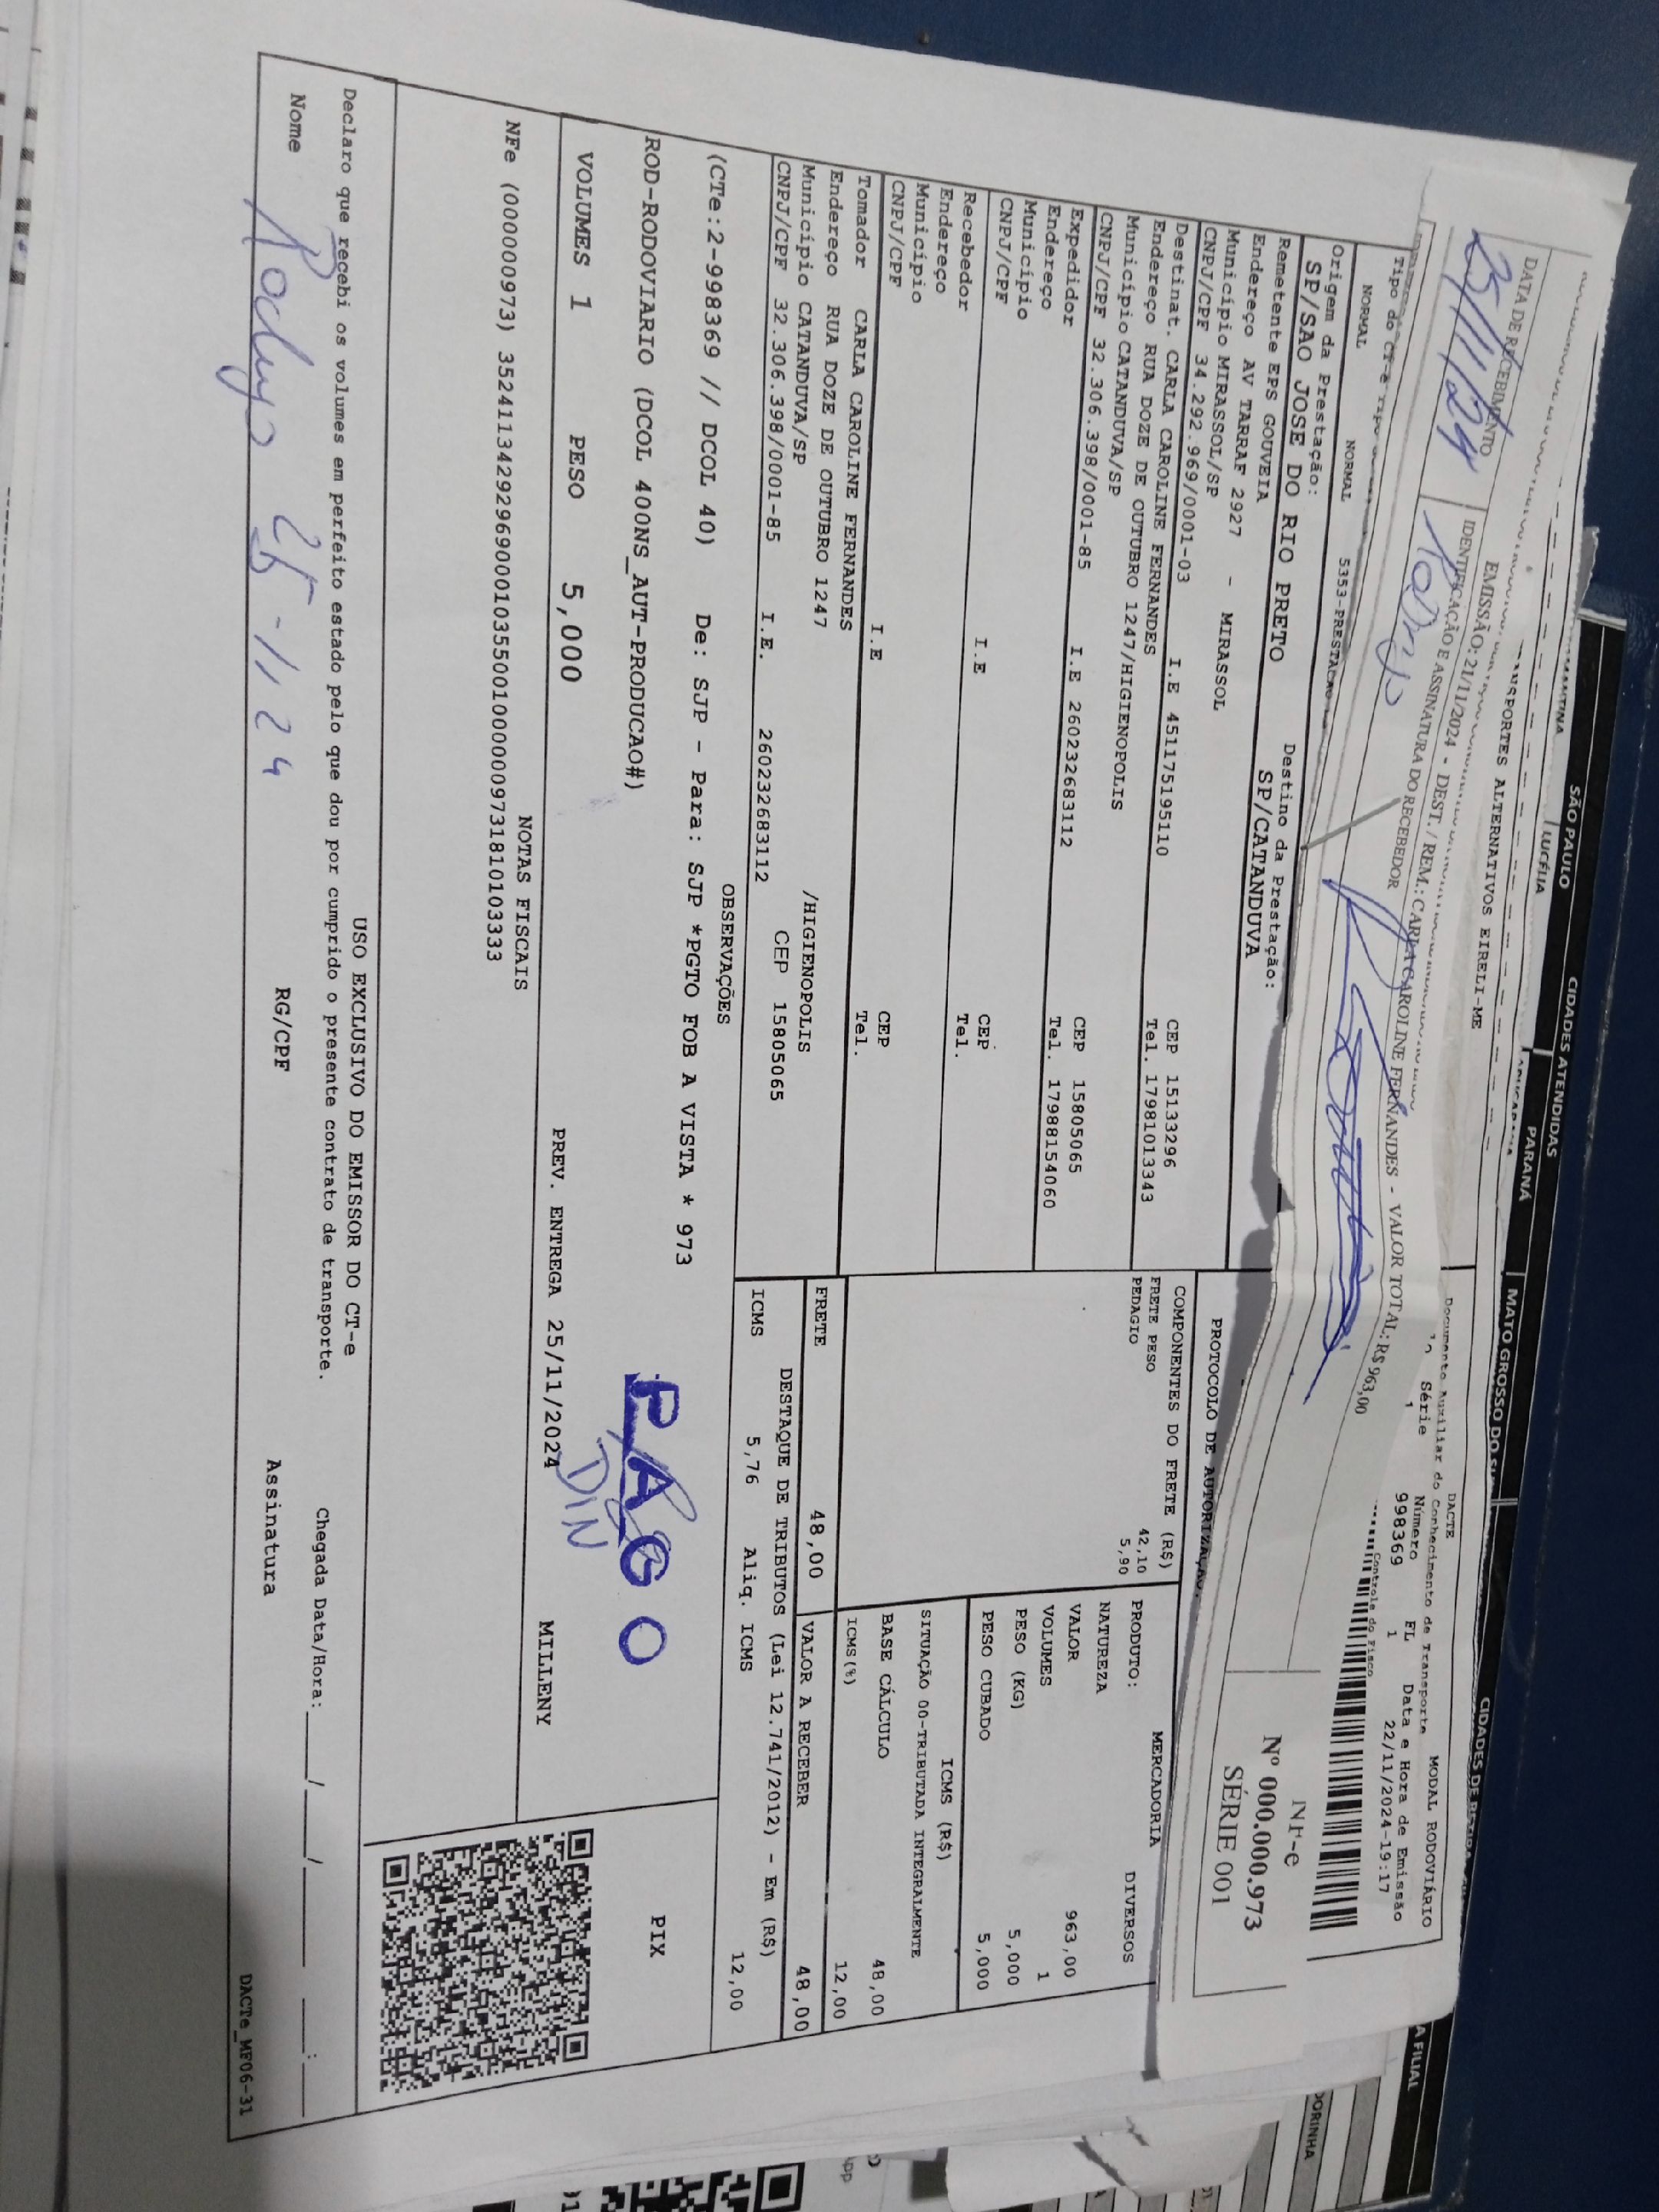 SÃO PAULO
CIDADES ATENDIDAS
PARANÁ
MATO GROSSO DO
LUCÉLIA
TRANSPORTES ALTERNATIVOS EIRELI-ME
EMISSÃO: 21/11/2024 - DEST. / REM.: CARLA CAROLINE FERNANDES - VALOR TOTAL: R$ 963,00
DATA DE RECEBIMENTO
IDENTIFICAÇÃO E ASSINATURA DO RECEBEDOR
25/11/24
Rodrigo
NF-e
Nº 000.000.973
SÉRIE 001
DACTE
Documento Auxiliar do Conhecimento de Transporte
MODAL RODOVIÁRIO
Série Número FL Data e Hora de Emissão
1 998369 1 22/11/2024-19:17
Controle do Fisco
Tipo do CT-e
NORMAL NORMAL
5353-PRESTACAO
PROTOCOLO DE AUTORIZAÇÃO:
Origem da Prestação:
SP/SAO JOSE DO RIO PRETO
Destino da Prestação:
SP/CATANDUVA
Remetente EPS GOUVEIA
Endereço AV TARRAF 2927 - MIRASSOL
Município MIRASSOL/SP CEP 15133296
CNPJ/CPF 34.292.969/0001-03 I.E 451175195110 Tel. 17981013343
Destinat. CARLA CAROLINE FERNANDES
Endereço RUA DOZE DE OUTUBRO 1247/HIGIENOPOLIS
Município CATANDUVA/SP CEP 15805065
CNPJ/CPF 32.306.398/0001-85 I.E 260232683112 Tel. 17988154060
Expedidor
Endereço
Município CEP
CNPJ/CPF I.E Tel.
Recebedor
Endereço
Município CEP
CNPJ/CPF I.E Tel.
Tomador CARLA CAROLINE FERNANDES
Endereço RUA DOZE DE OUTUBRO 1247 /HIGIENOPOLIS
Município CATANDUVA/SP CEP 15805065
CNPJ/CPF 32.306.398/0001-85 I.E. 260232683112
COMPONENTES DO FRETE (R$)
FRETE PESO 42,10
PEDAGIO 5,90
MERCADORIA
PRODUTO: DIVERSOS
NATUREZA
VALOR 963,00
VOLUMES 1
PESO (KG) 5,000
PESO CUBADO 5,000
ICMS (R$)
SITUAÇÃO 00-TRIBUTADA INTEGRALMENTE
BASE CÁLCULO 48,00
ICMS(%) 12,00
FRETE 48,00
VALOR A RECEBER 48,00
DESTAQUE DE TRIBUTOS (Lei 12.741/2012) - Em (R$)
ICMS 5,76 Aliq. ICMS 12,00
OBSERVAÇÕES
(CTe:2-998369 // DCOL 40) De: SJP - Para: SJP *PGTO FOB A VISTA * 973
ROD-RODOVIARIO (DCOL 400NS_AUT-PRODUCAO#)
PAGO
DIN
PIX
VOLUMES 1 PESO 5,000 PREV. ENTREGA 25/11/2024 MILLENY
NOTAS FISCAIS
NFe (000000973) 35241134292969000103550010000009731810103333
USO EXCLUSIVO DO EMISSOR DO CT-e
Declaro que recebi os volumes em perfeito estado pelo que dou por cumprido o presente contrato de transporte.
Chegada Data/Hora: ___/___/_____ ___:___
Nome RG/CPF Assinatura
Rodrigo 25-11-24
DACTe_MF06-31